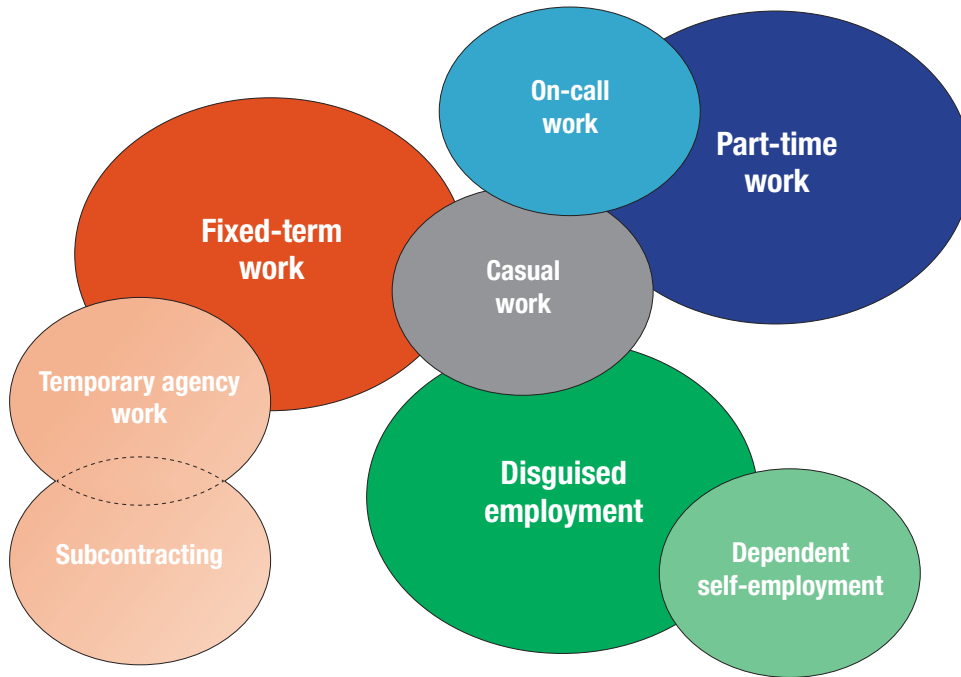 On-call
work
Part-time
work
Fixed-term
work
Casual
work
Temporary agency
work
Disguised
employment
Subcontracting
Dependent
self-employment